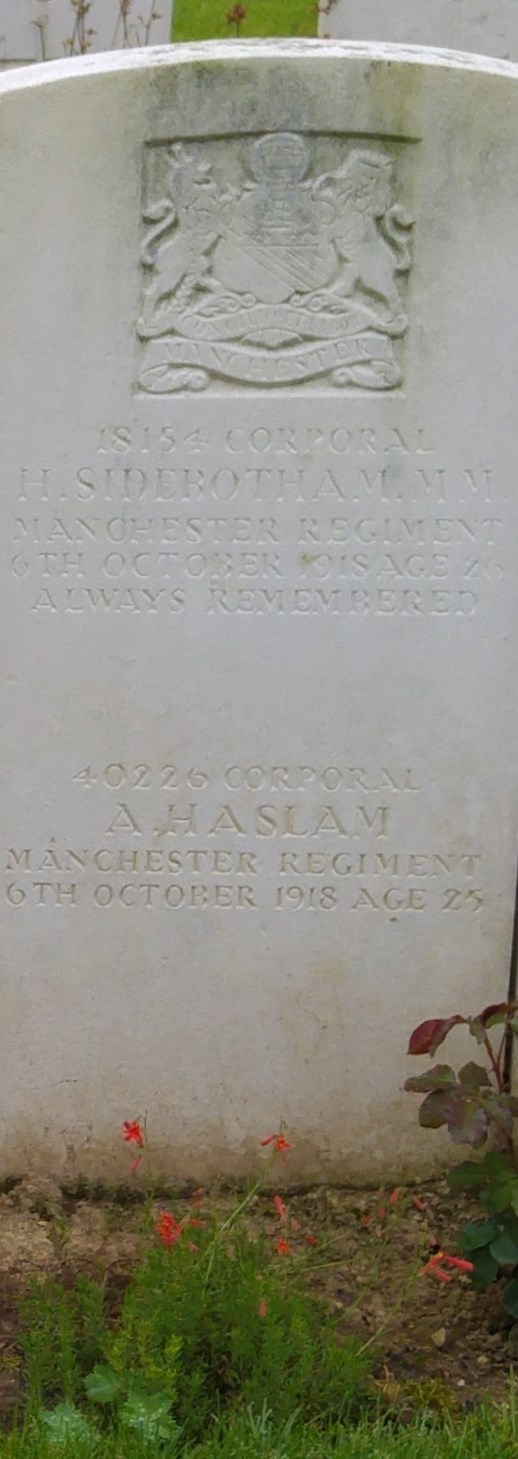 MANCHESTER
18154 CORPORAL
H. SIDEBOTHAM. M M.
MANCHESTER REGIMENT
6TH OCTOBER 1918 AGE 26
ALWAYS REMEMBERED
40226 CORPORAL
A. HASLAM
MANCHESTER REGIMENT
6TH OCTOBER 1918 AGE 25